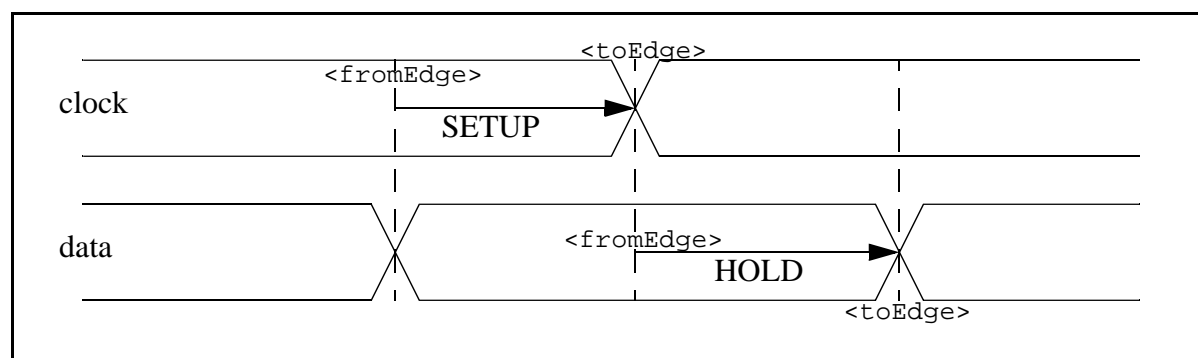 <toEdge>
<fromEdge>
clock
SETUP
data
<fromEdge>
HOLD
<toEdge>